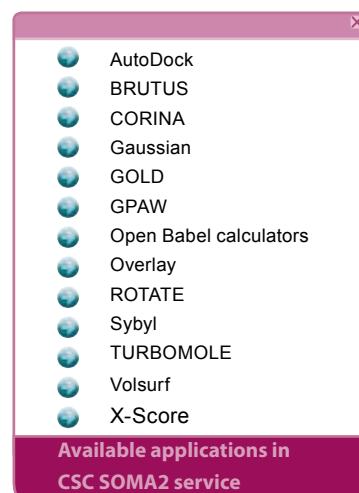 AutoDock
BRUTUS
CORINA
Gaussian
GOLD
GPAW
Open Babel calculators
Overlay
ROTATE
Sybyl
TURBOMOLE
Volsurf
X-Score
Available applications in
CSC SOMA2 service